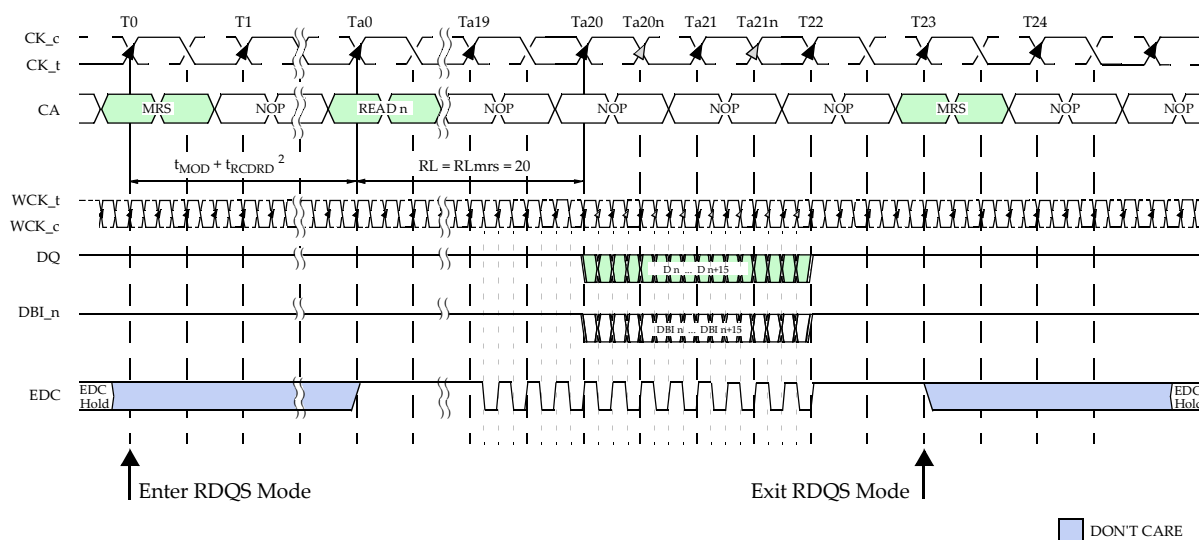 T0 T1 Ta0 Ta19 Ta20 Ta20n Ta21 Ta21n T22 T23 T24
CK_c
CK_t
CA MRS NOP READ n NOP NOP NOP NOP MRS NOP NOP
tMOD + tRCDRD 2 RL = RLmrs = 20
WCK_t
WCK_c
DQ D n ... D n+15
DBI_n DBI n ... DBI n+15
EDC EDC Hold EDC Hold
Enter RDQS Mode Exit RDQS Mode
DON'T CARE